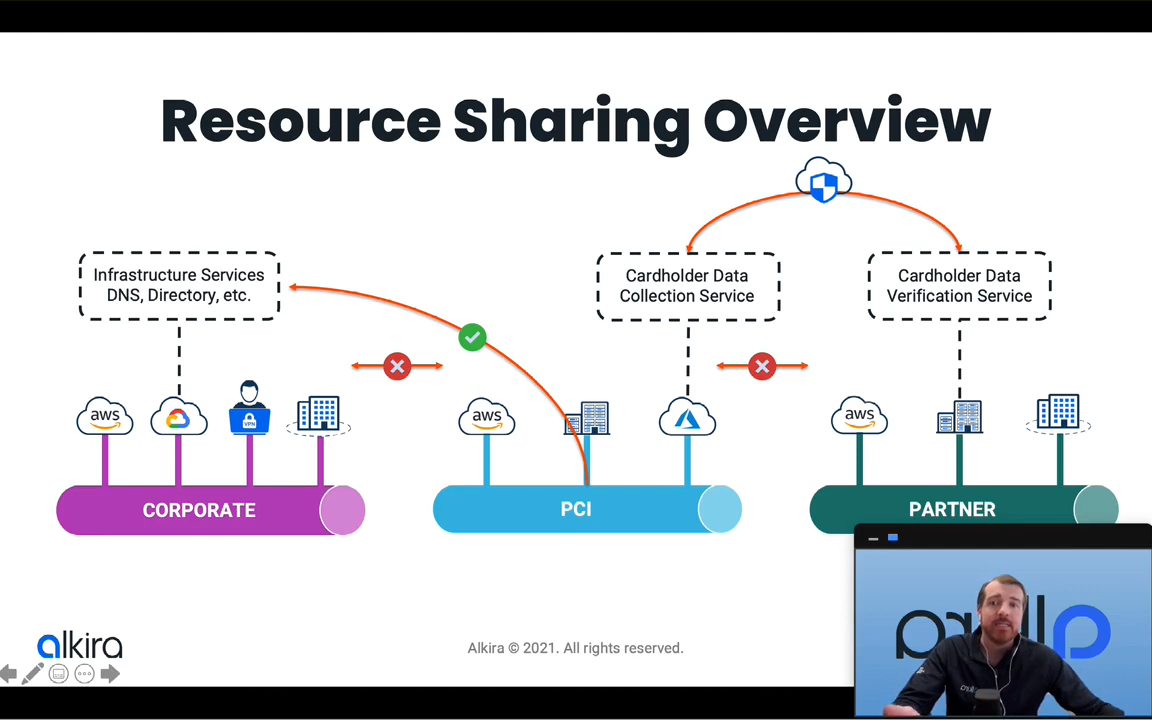 Resource Sharing Overview
Infrastructure Services
DNS, Directory, etc.
Cardholder Data
Collection Service
Cardholder Data
Verification Service
aws
VPN
aws
aws
CORPORATE
PCI
PARTNER
alkira
Alkira © 2021. All rights reserved.